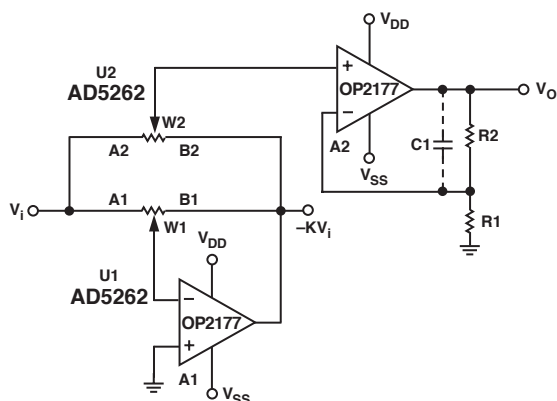 V_DD
U2
AD5262
+
OP2177
−
V_O
W2
A2
V_SS
C1
R2
A2
B2
V_i
A1
B1
W1
−KV_i
R1
V_DD
U1
AD5262
−
OP2177
+
A1
V_SS